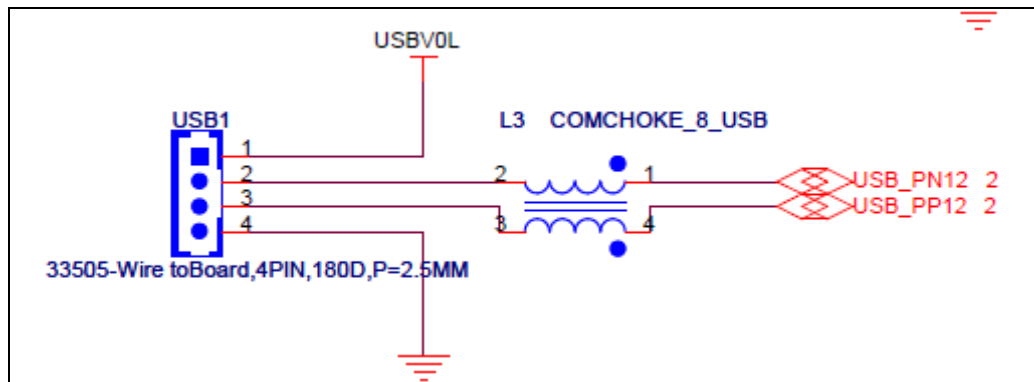 USBV0L
USB1
L3 COMCHOKE_8_USB
1
2 2 1 USB_PN12 2
3 USB_PP12 2
4 3 4
33505-Wire toBoard,4PIN,180D,P=2.5MM